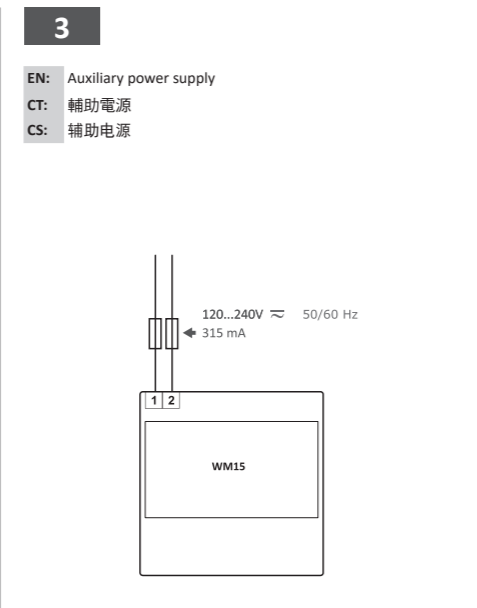 3
EN: Auxiliary power supply
CT: 輔助電源
CS: 辅助电源
120...240V ⎓ 50/60 Hz
315 mA
1 2
WM15